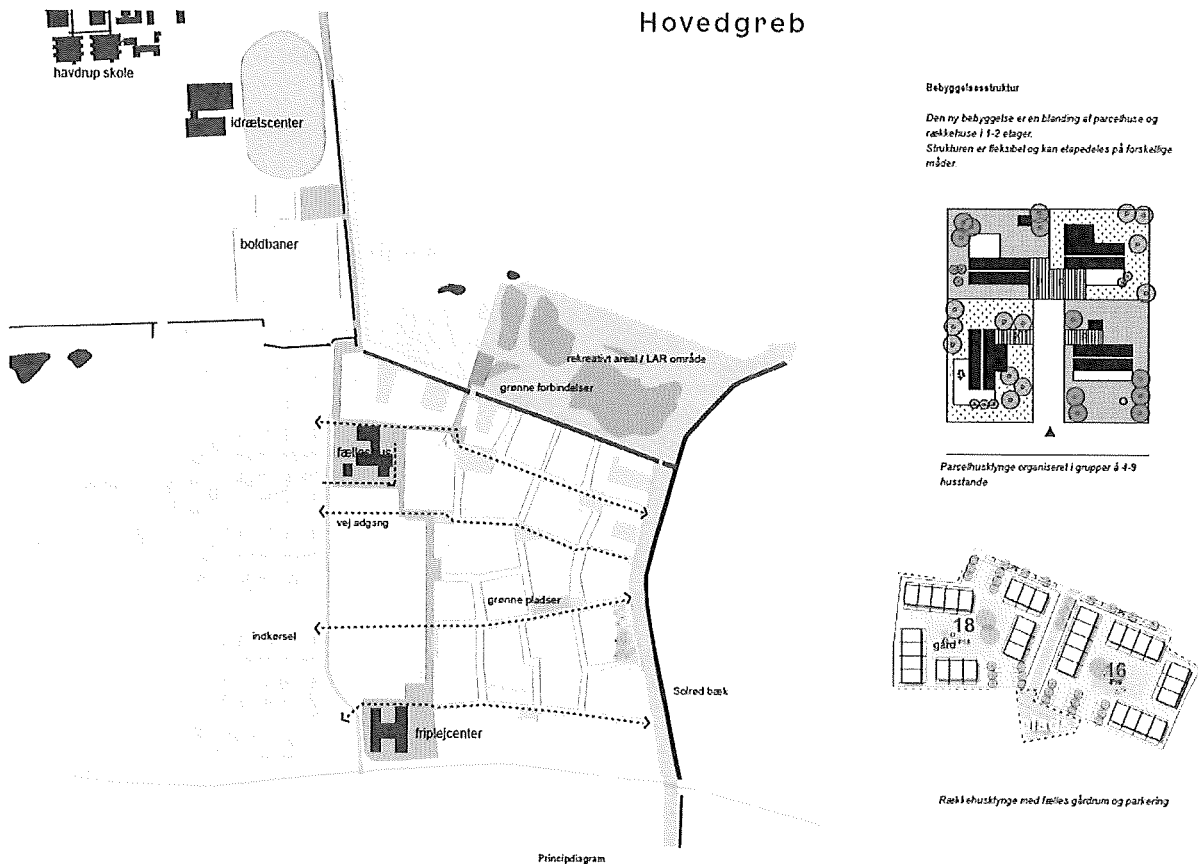 Hovedgreb
havdrup skole
idrætscenter
boldbaner
rekreativt areal / LAR område
grønne forbindelser
fælleshus
vej adgang
grønne pladser
indkørsel
Solrød bæk
friplejcenter
Principdiagram
Bebyggelsesstruktur
Den ny bebyggelse er en blanding af parcelhuse og
rækkehuse i 1-2 etager.
Strukturen er fleksibel og kan etapedeles på forskellige
måder.
Parcelhusklynge organiseret i grupper á 4-9
husstande
18
gård
16
Rækkehusklynge med fælles gårdrum og parkering